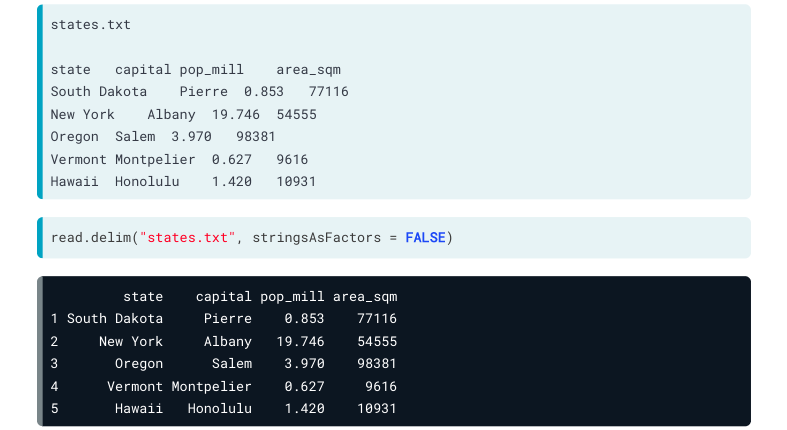 states.txt
state capital pop_mill area_sqm
South Dakota Pierre 0.853 77116
New York Albany 19.746 54555
Oregon Salem 3.970 98381
Vermont Montpelier 0.627 9616
Hawaii Honolulu 1.420 10931
read.delim("states.txt", stringsAsFactors = FALSE)
state capital pop_mill area_sqm
1 South Dakota Pierre 0.853 77116
2 New York Albany 19.746 54555
3 Oregon Salem 3.970 98381
4 Vermont Montpelier 0.627 9616
5 Hawaii Honolulu 1.420 10931